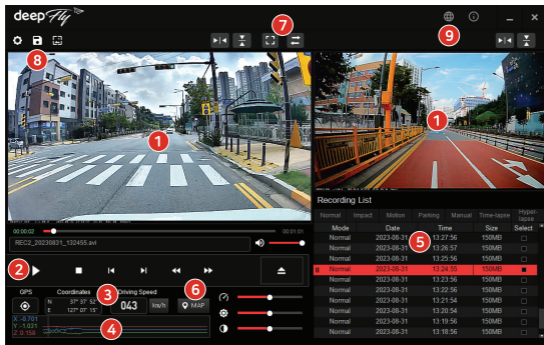 deep Fly
7
9
8
1
1
Recording List
Normal Impact Motion Parking Manual Time-lapse Hyper-lapse
Mode Date Time Size Select
Normal 2023-08-31 13:27:56 150MB
5
Normal 2023-08-31 13:26:57 150MB
Normal 2023-08-31 13:25:56 150MB
Normal 2023-08-31 13:24:55 150MB
Normal 2023-08-31 13:23:56 150MB
Normal 2023-08-31 13:22:56 150MB
Normal 2023-08-31 13:21:54 150MB
Normal 2023-08-31 13:20:54 150MB
Normal 2023-08-31 13:19:56 150MB
Normal 2023-08-31 13:18:56 150MB
00:00:02 00:01:01
REC2_20230831_132455.avi
2
6
GPS Coordinates Driving Speed
3
N 37° 37' 52"
E 127° 07' 15"
043 km/h MAP
4
X -0.701
Y -1.031
Z 0.158